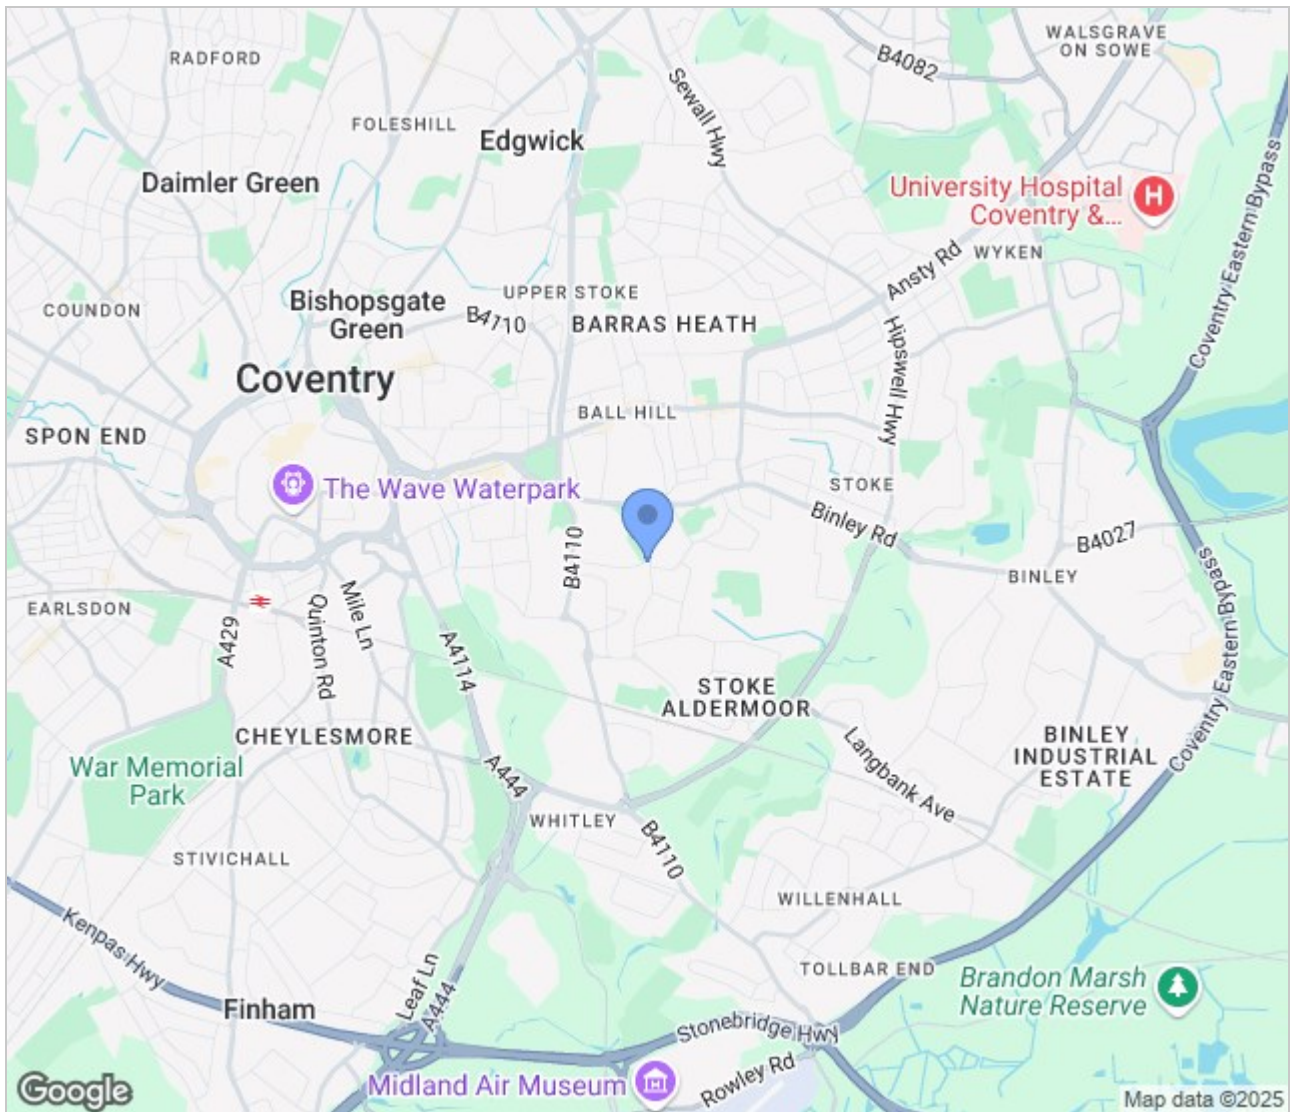 WALSGRAVE
ON SOWE
RADFORD
B4082
Sewall Hwy
FOLESHILL
Edgwick
Daimler Green
University Hospital
Coventry &...
H
Coventry Eastern Bypass
WYKEN
Ansty Rd
UPPER STOKE
Bishopsgate
Green
COUNDON
B4110
BARRAS HEATH
Hipswell Hwy
Coventry
BALL HILL
SPON END
The Wave Waterpark
STOKE
Binley Rd
B4027
B4110
BINLEY
Coventry Eastern Bypass
EARLSDON
Mile Ln
Quinton Rd
A429
A4114
STOKE
ALDERMOOR
CHEYLESMORE
BINLEY
INDUSTRIAL
ESTATE
Langbank Ave
War Memorial
Park
A444
WHITLEY
B4110
STIVICHALL
WILLENHALL
Kenpas Hwy
TOLLBAR END
Brandon Marsh
Nature Reserve
Leaf Ln
A444
Finham
Stonebridge Hwy
Rowley Rd
Midland Air Museum
Google
Map data ©2025